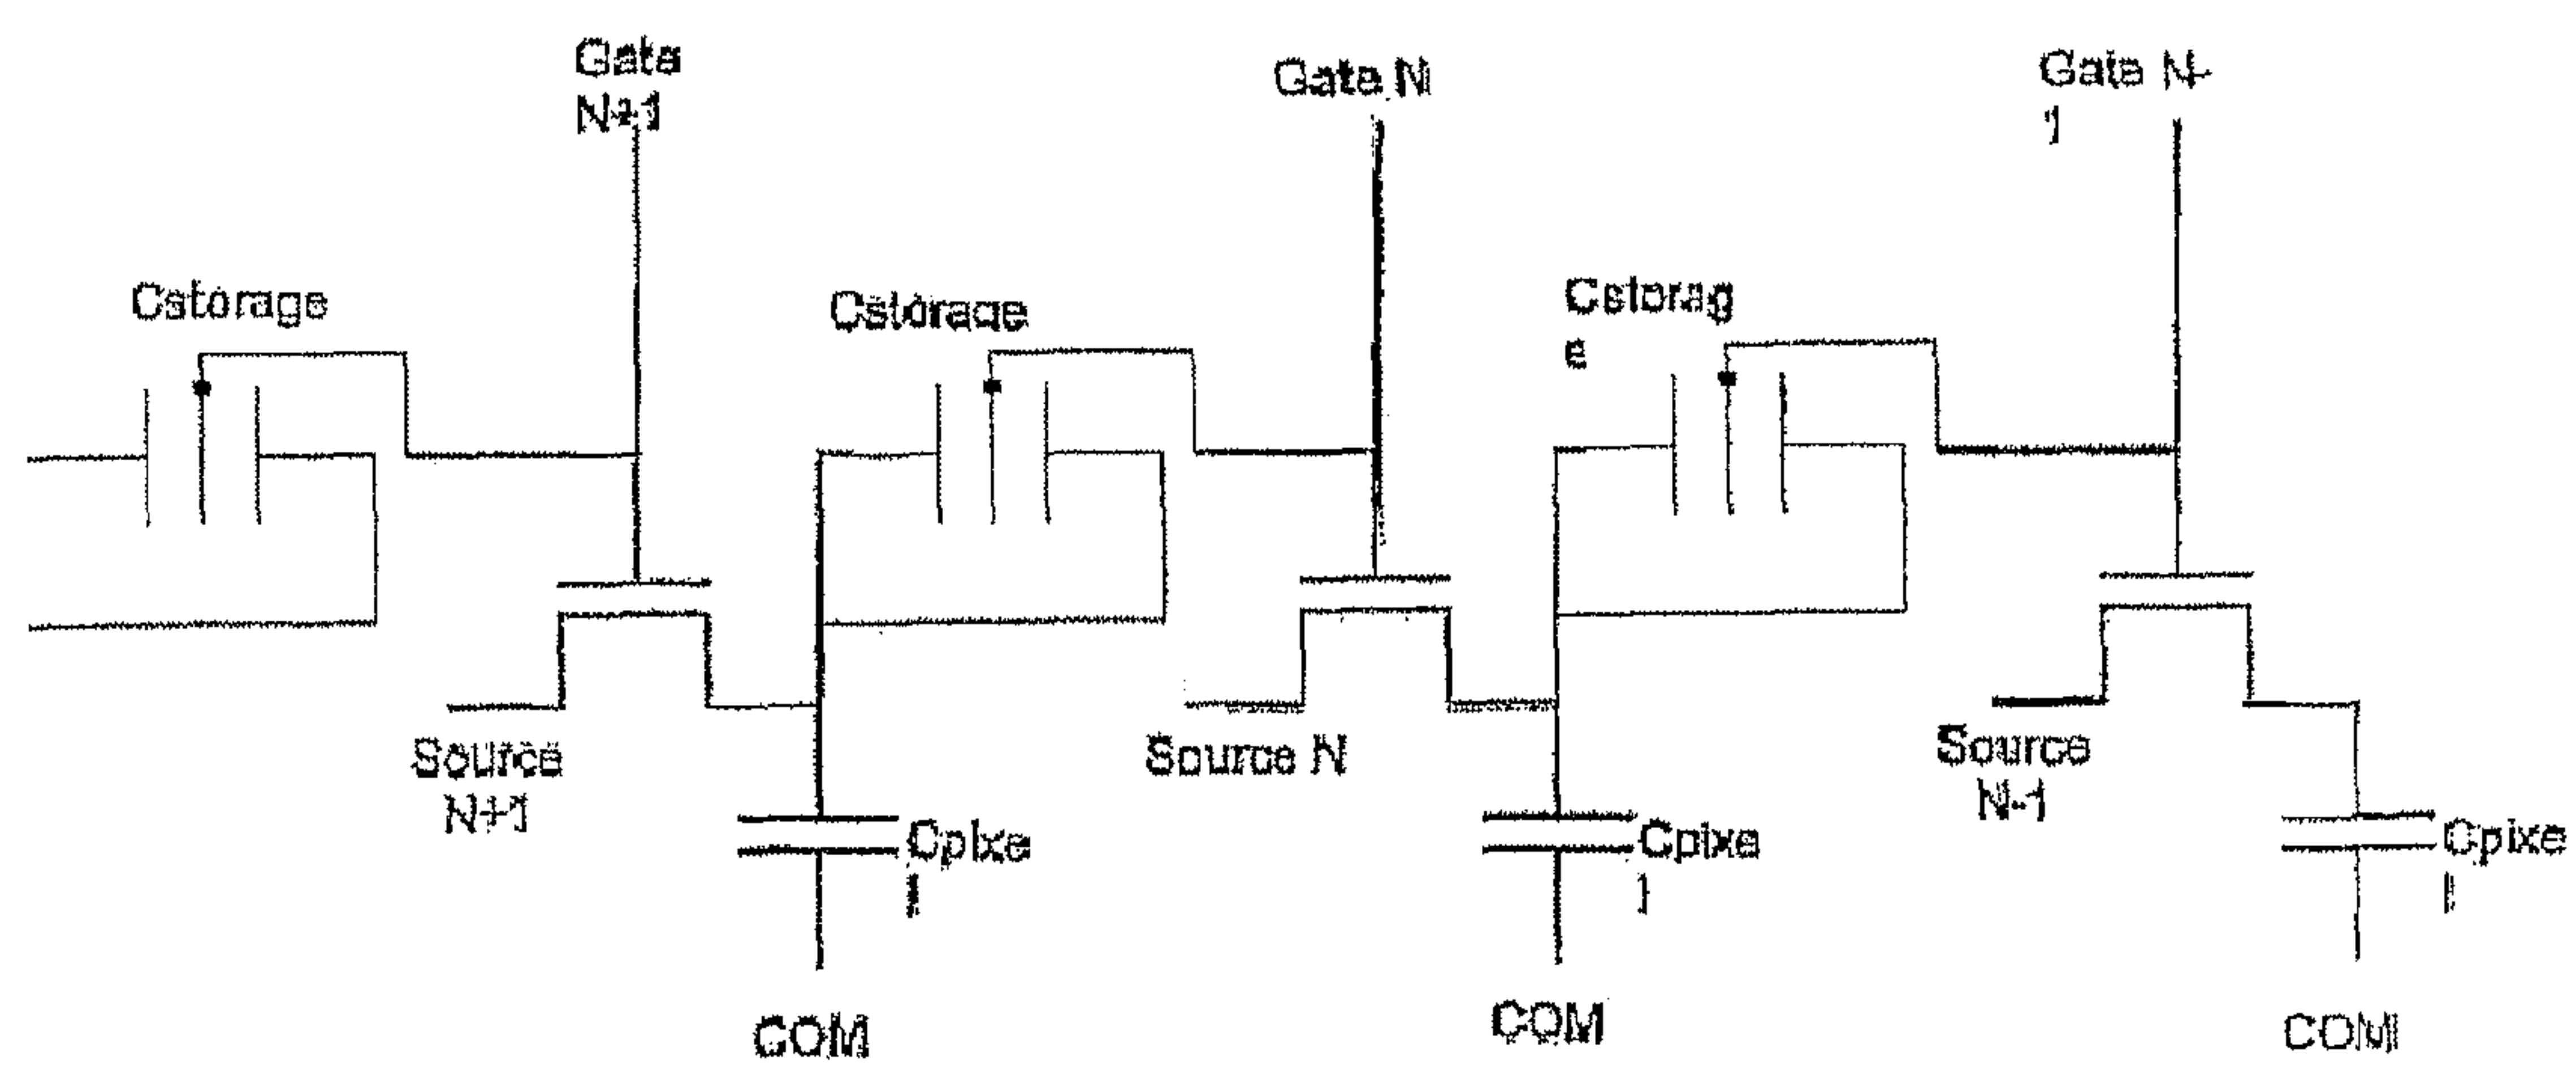 Gate
N+1
Gate N
Gate N-
1
Cstorage
Cstorage
Cstorag
e
Source
N+1
Source N
Source
N-1
Cpixe
l
Cpixe
l
Cpixe
l
COM
COM
COM